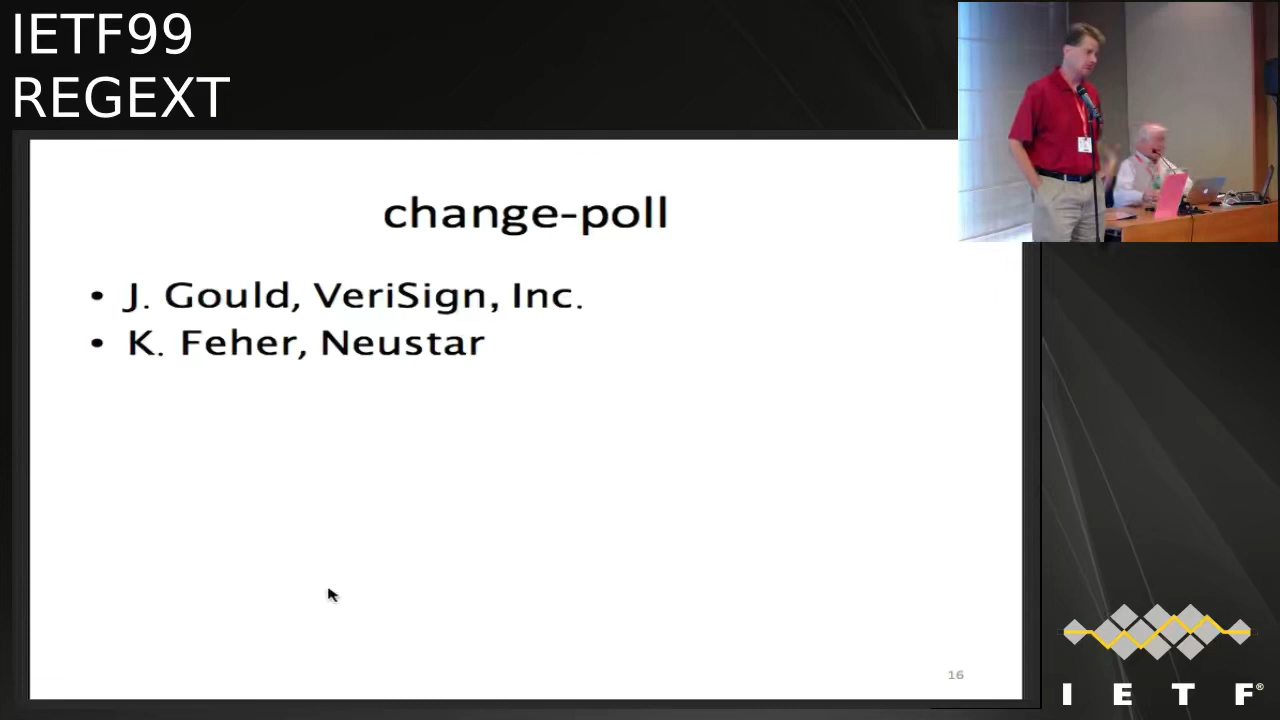 IETF99
REGEXT
change-poll
• J. Gould, VeriSign, Inc.
• K. Feher, Neustar
16
I E T F®